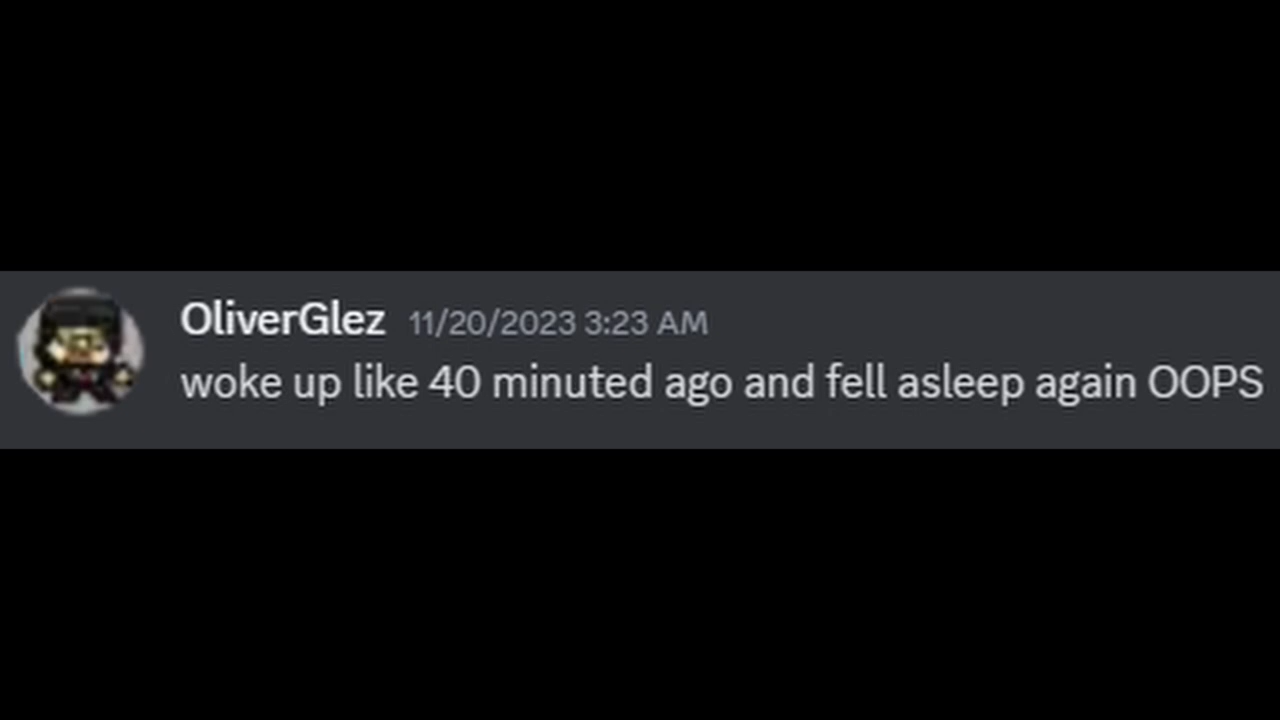 OliverGlez 11/20/2023 3:23 AM
woke up like 40 minuted ago and fell asleep again OOPS